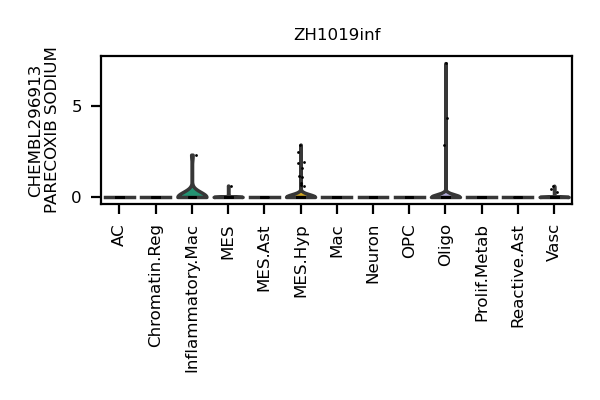 ZH1019inf
CHEMBL296913
PARECOXIB SODIUM
5
0
AC
Chromatin.Reg
Inflammatory.Mac
MES
MES.Ast
MES.Hyp
Mac
Neuron
OPC
Oligo
Prolif.Metab
Reactive.Ast
Vasc